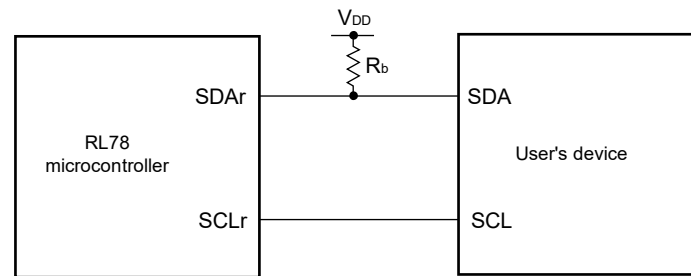 VDD
Rb
SDAr
SDA
RL78
microcontroller
User's device
SCLr
SCL